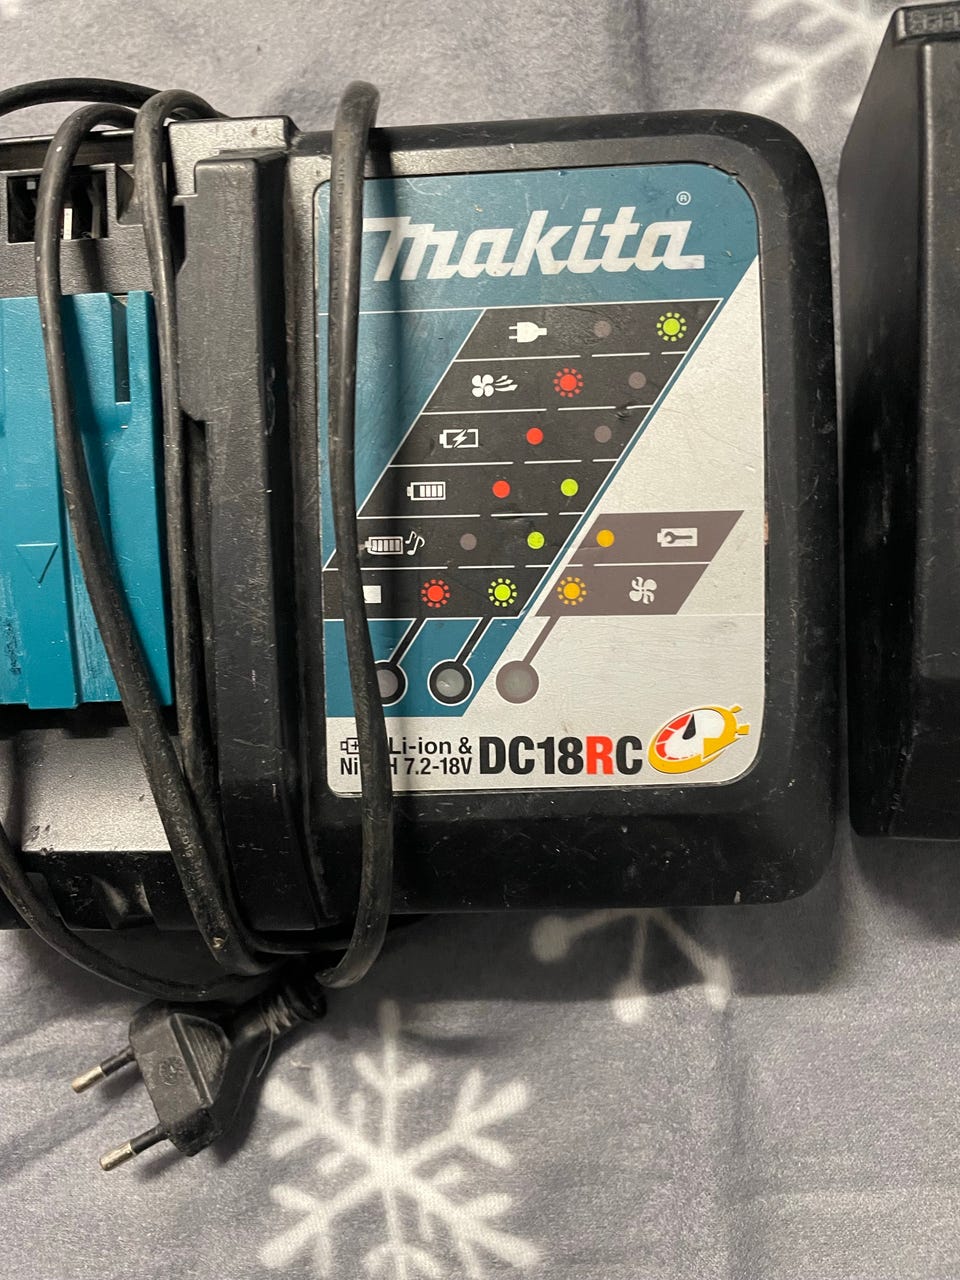 makita®
Li-ion &
7.2-18V
DC18RC